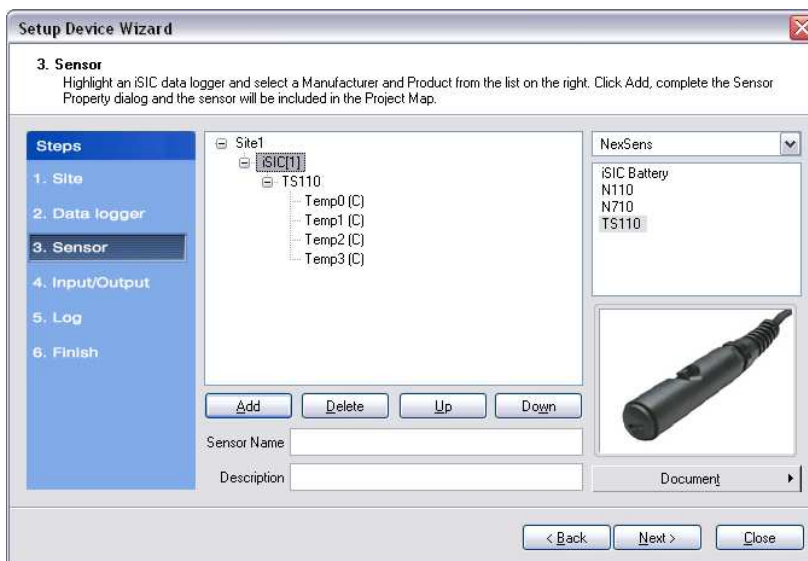 Setup Device Wizard
3. Sensor
Highlight an iSIC data logger and select a Manufacturer and Product from the list on the right. Click Add, complete the Sensor
Property dialog and the sensor will be included in the Project Map.
Steps
1. Site
2. Data logger
3. Sensor
4. Input/Output
5. Log
6. Finish
Site1
iSIC[1]
TS110
Temp0 (C)
Temp1 (C)
Temp2 (C)
Temp3 (C)
NexSens
iSIC Battery
N110
N710
TS110
Add
Delete
Up
Down
Sensor Name
Description
Document
< Back
Next >
Close